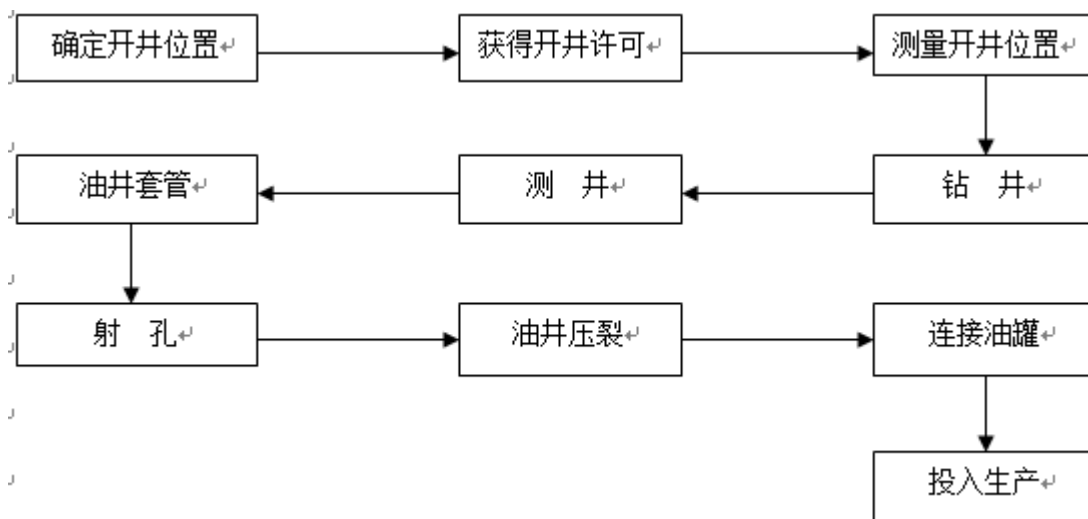 确定开井位置
获得开井许可
测量开井位置
钻　井
测　井
油井套管
射　孔
油井压裂
连接油罐
投入生产